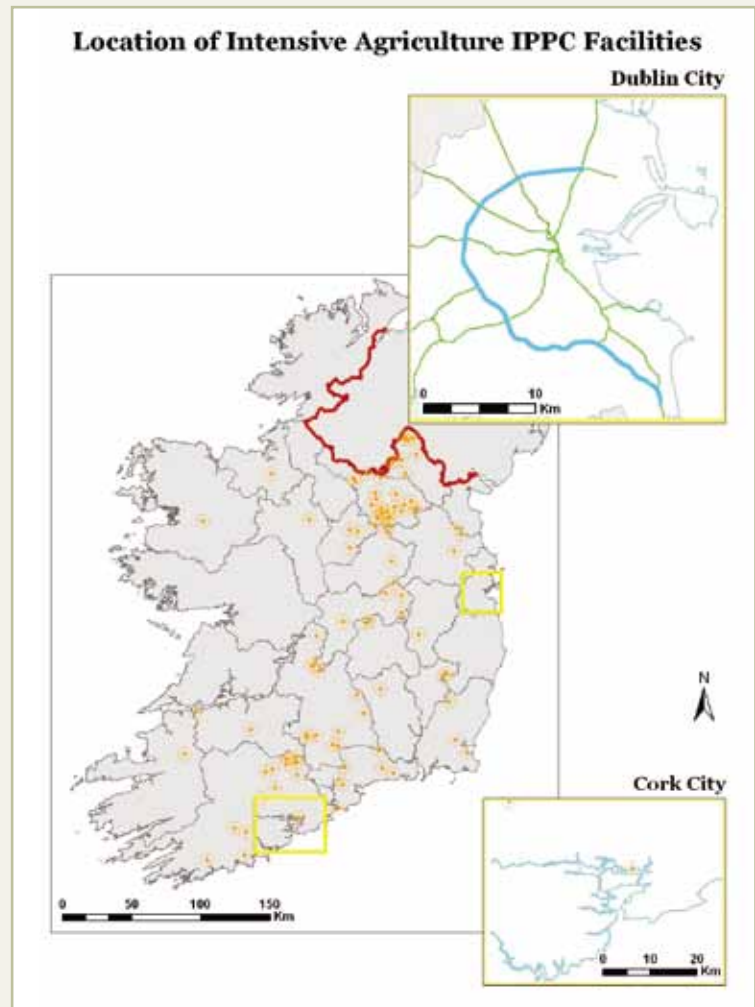 Location of Intensive Agriculture IPPC Facilities
Dublin City
0 10
Km
N
Cork City
0 50 100 150
Km
0 10 20
Km